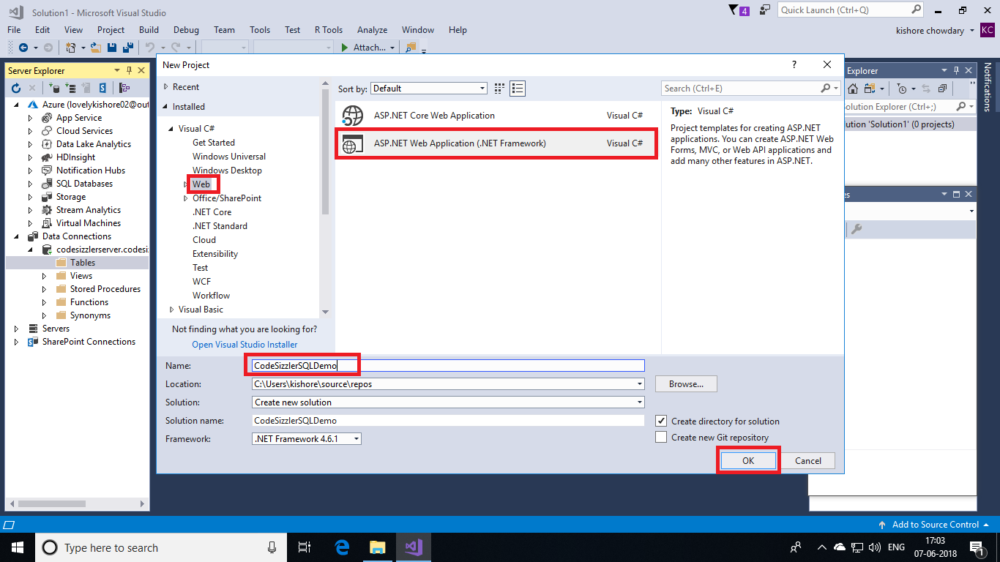 Solution1 - Microsoft Visual Studio
4
Quick Launch (Ctrl+Q)
File Edit View Project Build Debug Team Tools Test R Tools Analyze Window Help
kishore chowdary
KC
Attach...
Server Explorer
Azure (lovelykishore02@out
App Service
Cloud Services
Data Lake Analytics
HDInsight
Notification Hubs
SQL Databases
Storage
Stream Analytics
Virtual Machines
Data Connections
codesizzlerserver.codesiz
Tables
Views
Stored Procedures
Functions
Synonyms
Servers
SharePoint Connections
New Project
?
Recent
Installed
Visual C#
Get Started
Windows Universal
Windows Desktop
Web
Office/SharePoint
.NET Core
.NET Standard
Cloud
Extensibility
Test
WCF
Workflow
Visual Basic
Not finding what you are looking for?
Open Visual Studio Installer
Sort by: Default
ASP.NET Core Web Application Visual C#
ASP.NET Web Application (.NET Framework) Visual C#
Search (Ctrl+E)
Type: Visual C#
Project templates for creating ASP.NET
applications. You can create ASP.NET Web
Forms, MVC, or Web API applications and
add many other features in ASP.NET.
Name: CodeSizzlerSQLDemo
Location: C:\Users\kishore\source\repos
Browse...
Solution: Create new solution
Solution name: CodeSizzlerSQLDemo
Create directory for solution
Framework: .NET Framework 4.6.1
Create new Git repository
OK
Cancel
Explorer
olution Explorer (Ctrl+;)
lution 'Solution1' (0 projects)
es
Notifications
Add to Source Control
Type here to search
ENG
17:03
07-06-2018
1